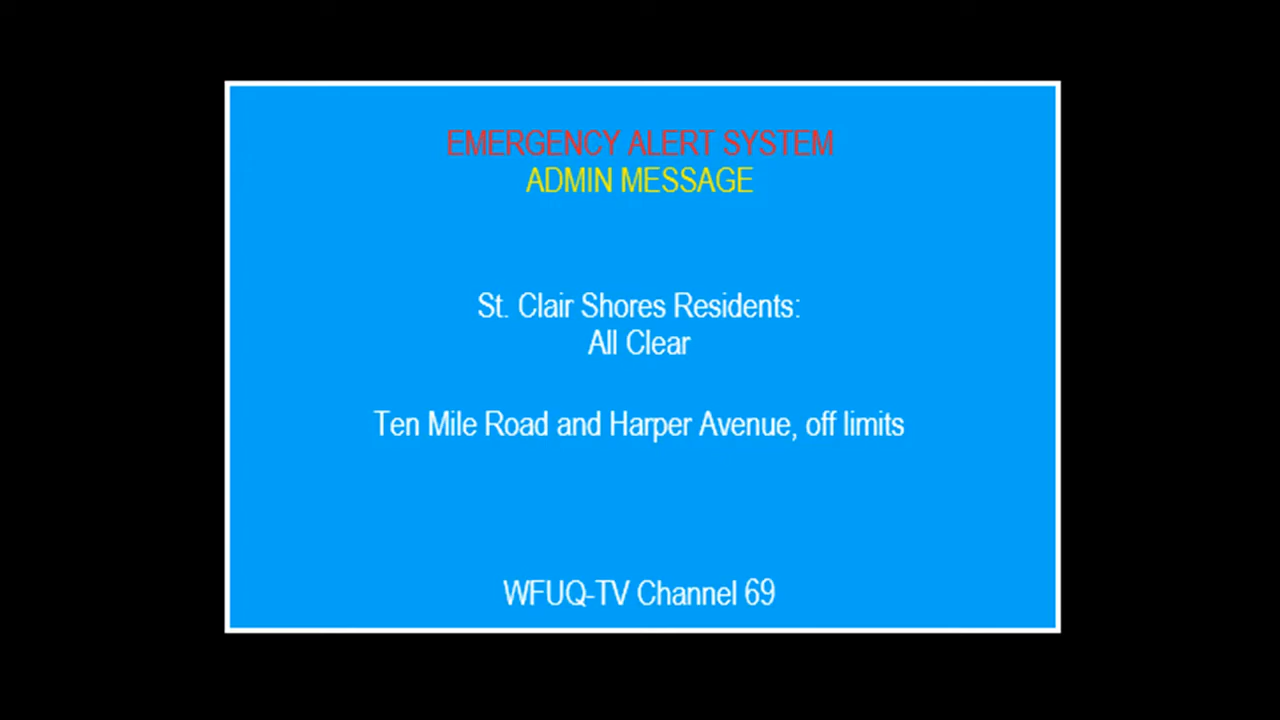 EMERGENCY ALERT SYSTEM
ADMIN MESSAGE
St. Clair Shores Residents:
All Clear
Ten Mile Road and Harper Avenue, off limits
WFUQ-TV Channel 69